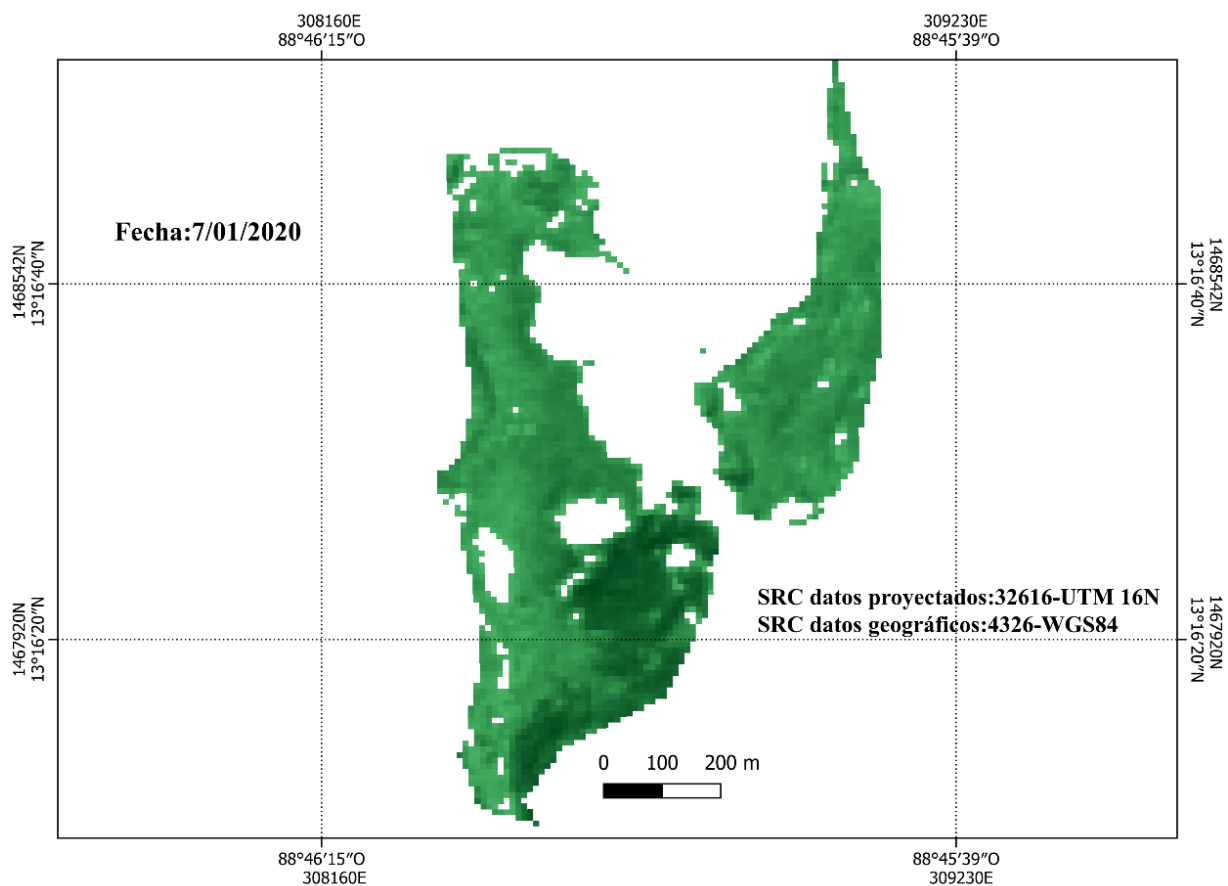 308160E
88°46′15″O
309230E
88°45′39″O
Fecha:7/01/2020
1468542N
13°16′40″N
1468542N
13°16′40″N
SRC datos proyectados:32616-UTM 16N
SRC datos geográficos:4326-WGS84
1467920N
13°16′20″N
1467920N
13°16′20″N
0 100 200 m
88°46′15″O
308160E
88°45′39″O
309230E